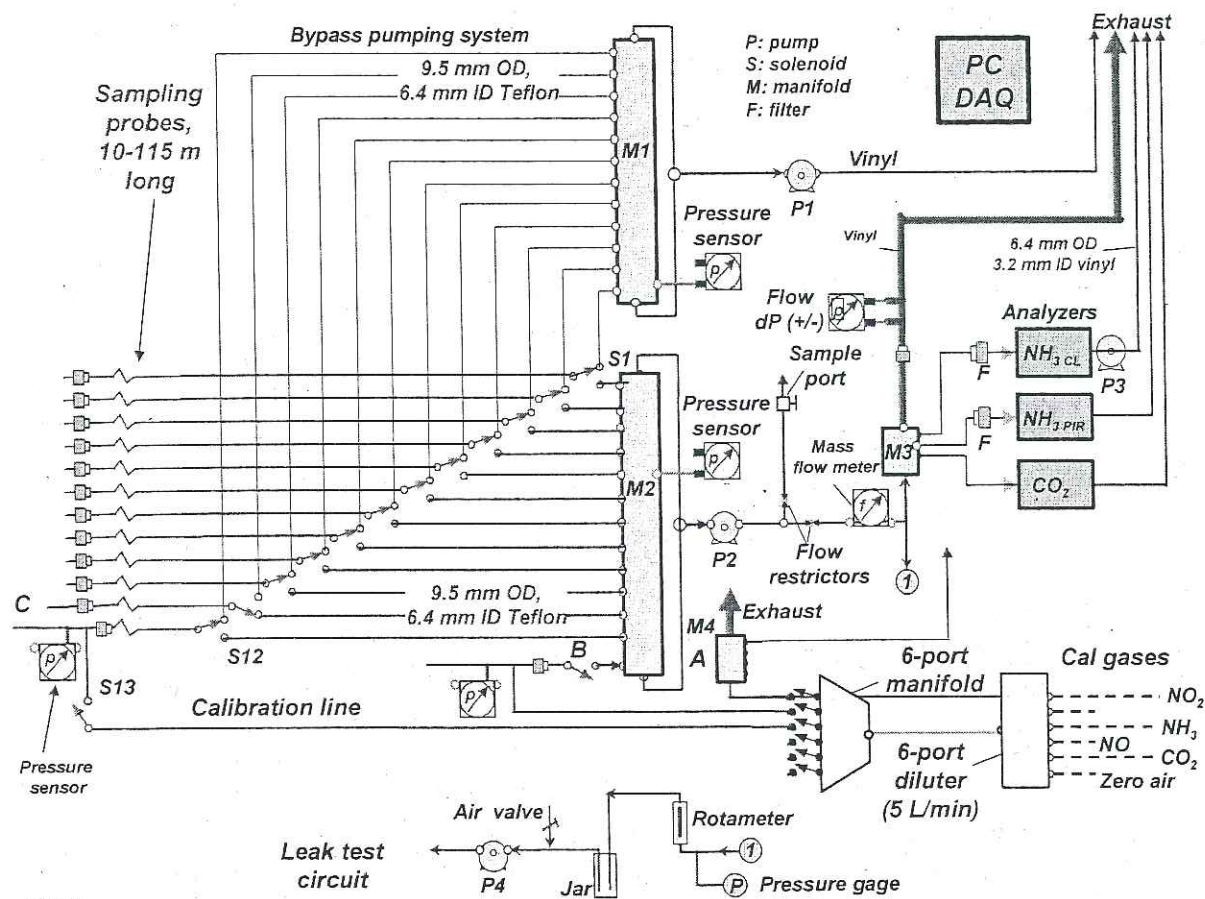 Bypass pumping system
9.5 mm OD,
6.4 mm ID Teflon
Sampling
probes,
10-115 m
long
P: pump
S: solenoid
M: manifold
F: filter
PC
DAQ
Exhaust
M1
Vinyl
P1
Pressure
sensor
p
Vinyl
6.4 mm OD
3.2 mm ID vinyl
Flow
dP (+/-)
p
Analyzers
NH3 CL
F
P3
NH3 PIR
F
CO2
M3
S1
Sample
port
Pressure
sensor
p
Mass
flow meter
f
M2
P2
Flow
restrictors
1
C
9.5 mm OD,
6.4 mm ID Teflon
S12
B
p
p
S13
Pressure
sensor
Calibration line
M4
Exhaust
A
6-port
manifold
Cal gases
NO2
NH3
NO
CO2
Zero air
6-port
diluter
(5 L/min)
Air valve
Rotameter
Leak test
circuit
P4
Jar
1
P
Pressure gage